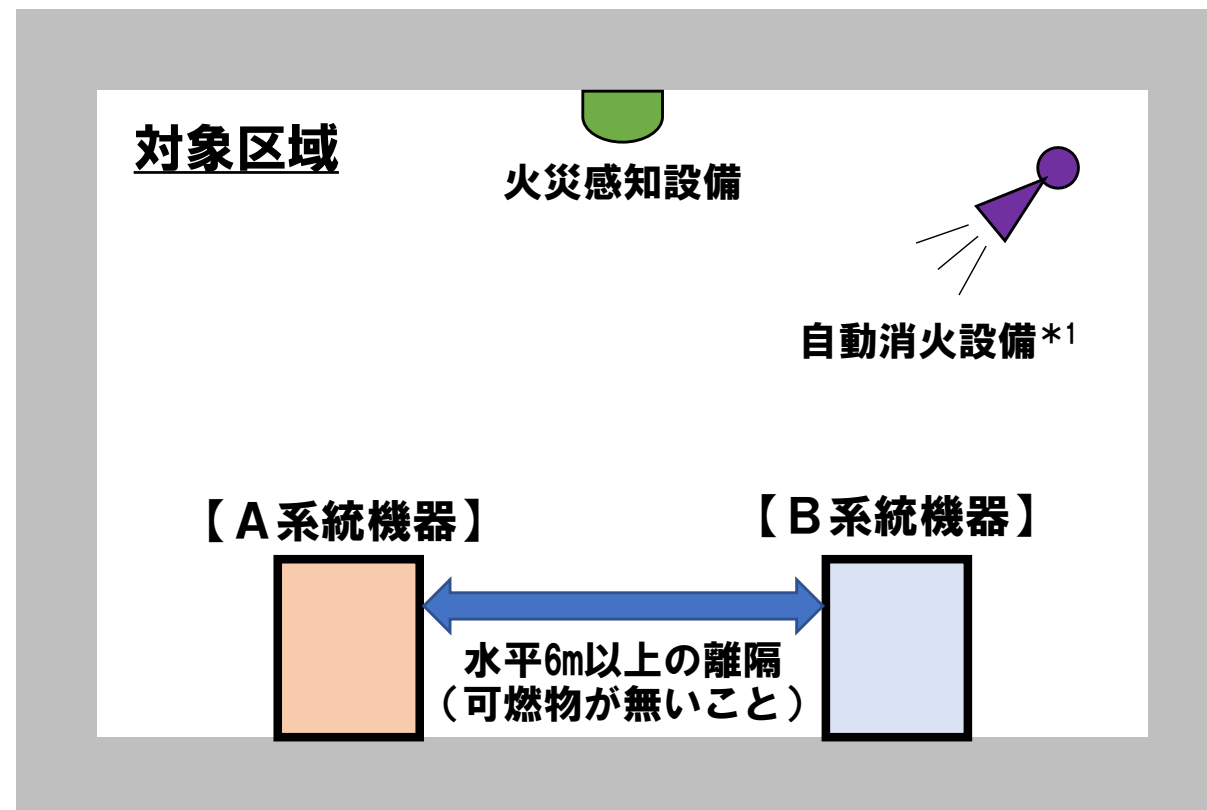 対象区域
火災感知設備
自動消火設備*1
【A系統機器】
【B系統機器】
水平6m以上の離隔
(可燃物が無いこと)